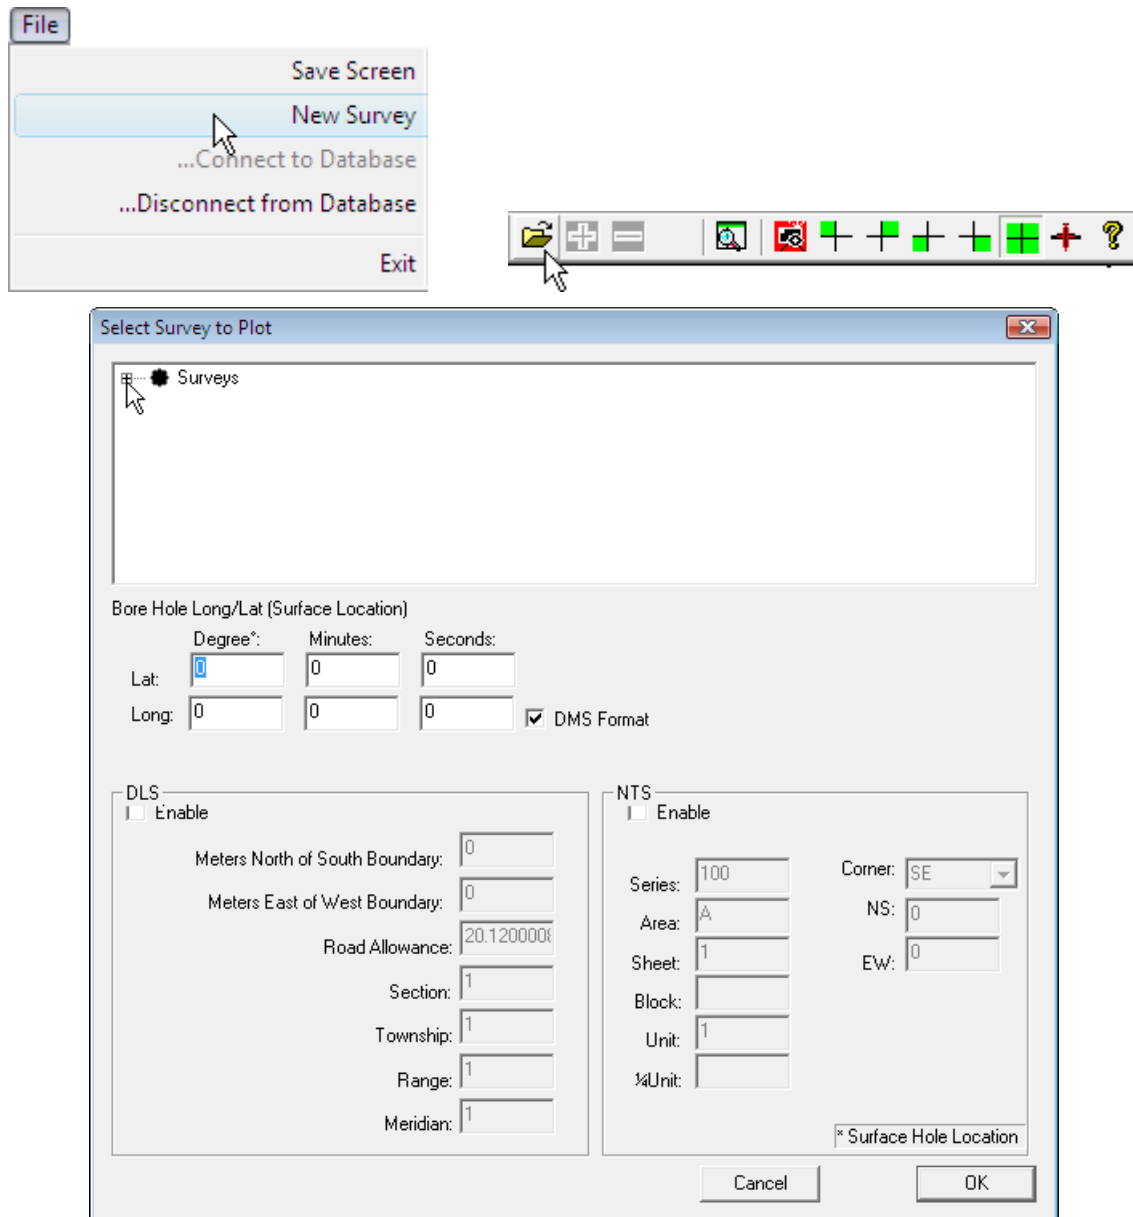 File
Save Screen
New Survey
...Connect to Database
...Disconnect from Database
Exit
Select Survey to Plot
Surveys
Bore Hole Long/Lat (Surface Location)
Degree*: Minutes: Seconds:
Lat: 0 0 0
Long: 0 0 0 DMS Format
DLS
Enable
Meters North of South Boundary: 0
Meters East of West Boundary: 0
Road Allowance: 20.1200008
Section: 1
Township: 1
Range: 1
Meridian: 1
NTS
Enable
Series: 100
Area: A
Sheet: 1
Block:
Unit: 1
¼Unit:
Corner: SE
NS: 0
EW: 0
* Surface Hole Location
Cancel OK